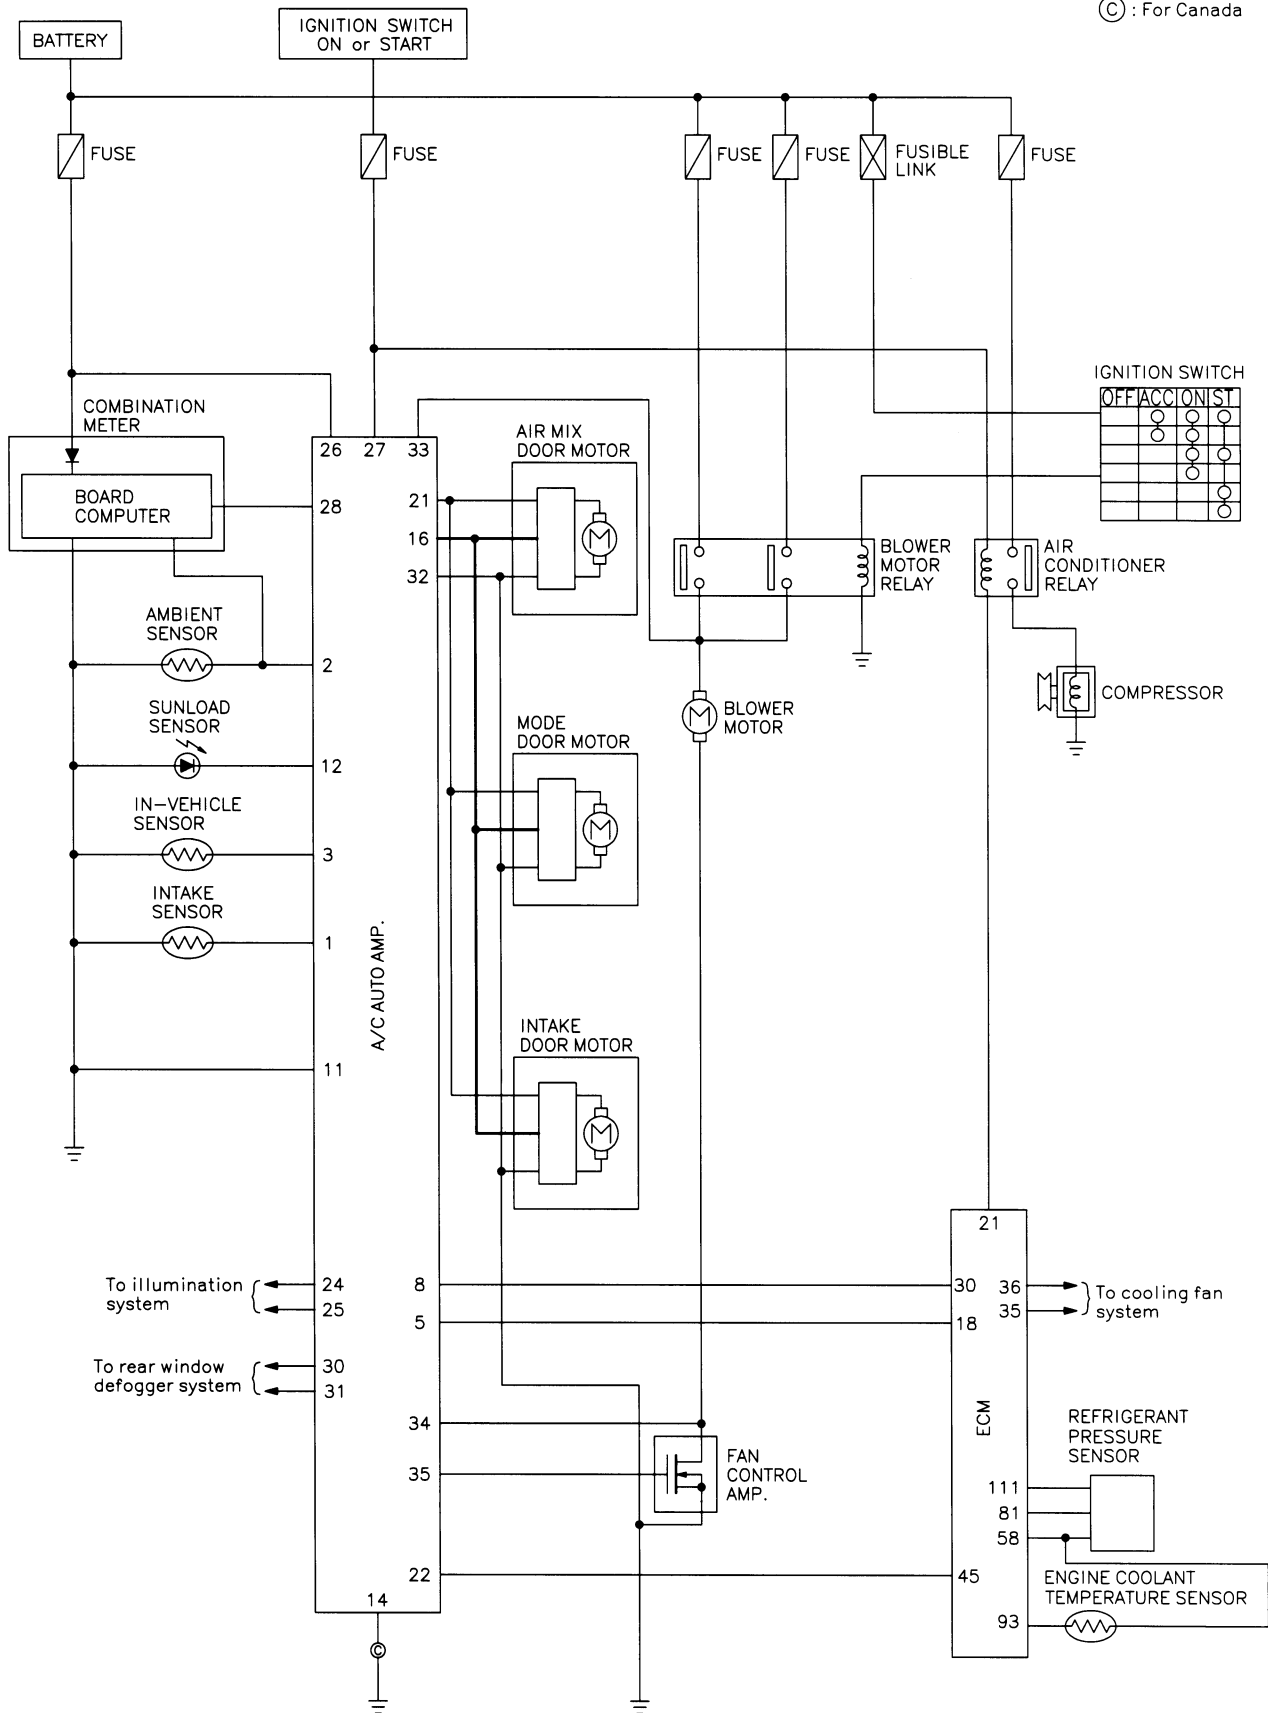 Ⓒ : For Canada
BATTERY
IGNITION SWITCH
ON or START
FUSE
FUSE
FUSE
FUSE
FUSIBLE
LINK
FUSE
IGNITION SWITCH
OFF ACC ON ST
COMBINATION
METER
BOARD
COMPUTER
26 27 33
28
21
16
32
AIR MIX
DOOR MOTOR
M
BLOWER
MOTOR
RELAY
AIR
CONDITIONER
RELAY
AMBIENT
SENSOR
2
COMPRESSOR
SUNLOAD
SENSOR
12
MODE
DOOR MOTOR
M
M
BLOWER
MOTOR
IN-VEHICLE
SENSOR
3
INTAKE
SENSOR
1
A/C AUTO AMP.
11
INTAKE
DOOR MOTOR
M
21
To illumination
system
24
25
8
5
30
18
36
35
To cooling fan
system
To rear window
defogger system
30
31
34
35
FAN
CONTROL
AMP.
ECM
REFRIGERANT
PRESSURE
SENSOR
111
81
58
22
45
ENGINE COOLANT
TEMPERATURE SENSOR
93
14
Ⓒ